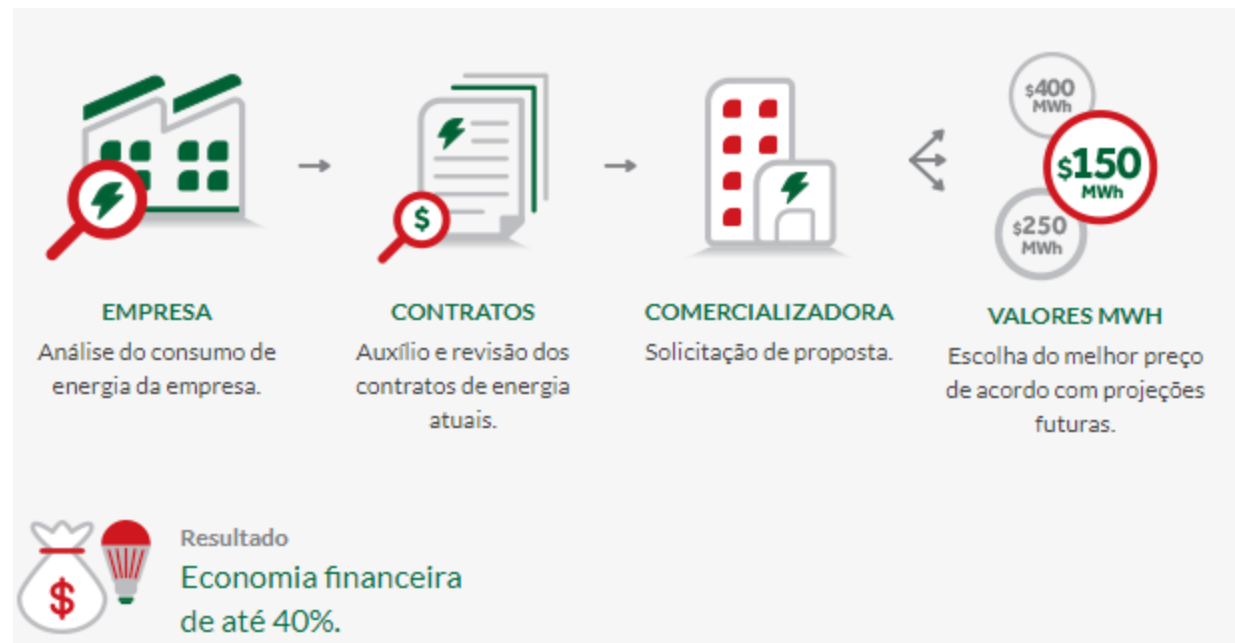 $400
MWh
$150
MWh
$250
MWh
$
EMPRESA
Análise do consumo de
energia da empresa.
CONTRATOS
Auxílio e revisão dos
contratos de energia
atuais.
COMERCIALIZADORA
Solicitação de proposta.
VALORES MWH
Escolha do melhor preço
de acordo com projeções
futuras.
$
Resultado
Economia financeira
de até 40%.